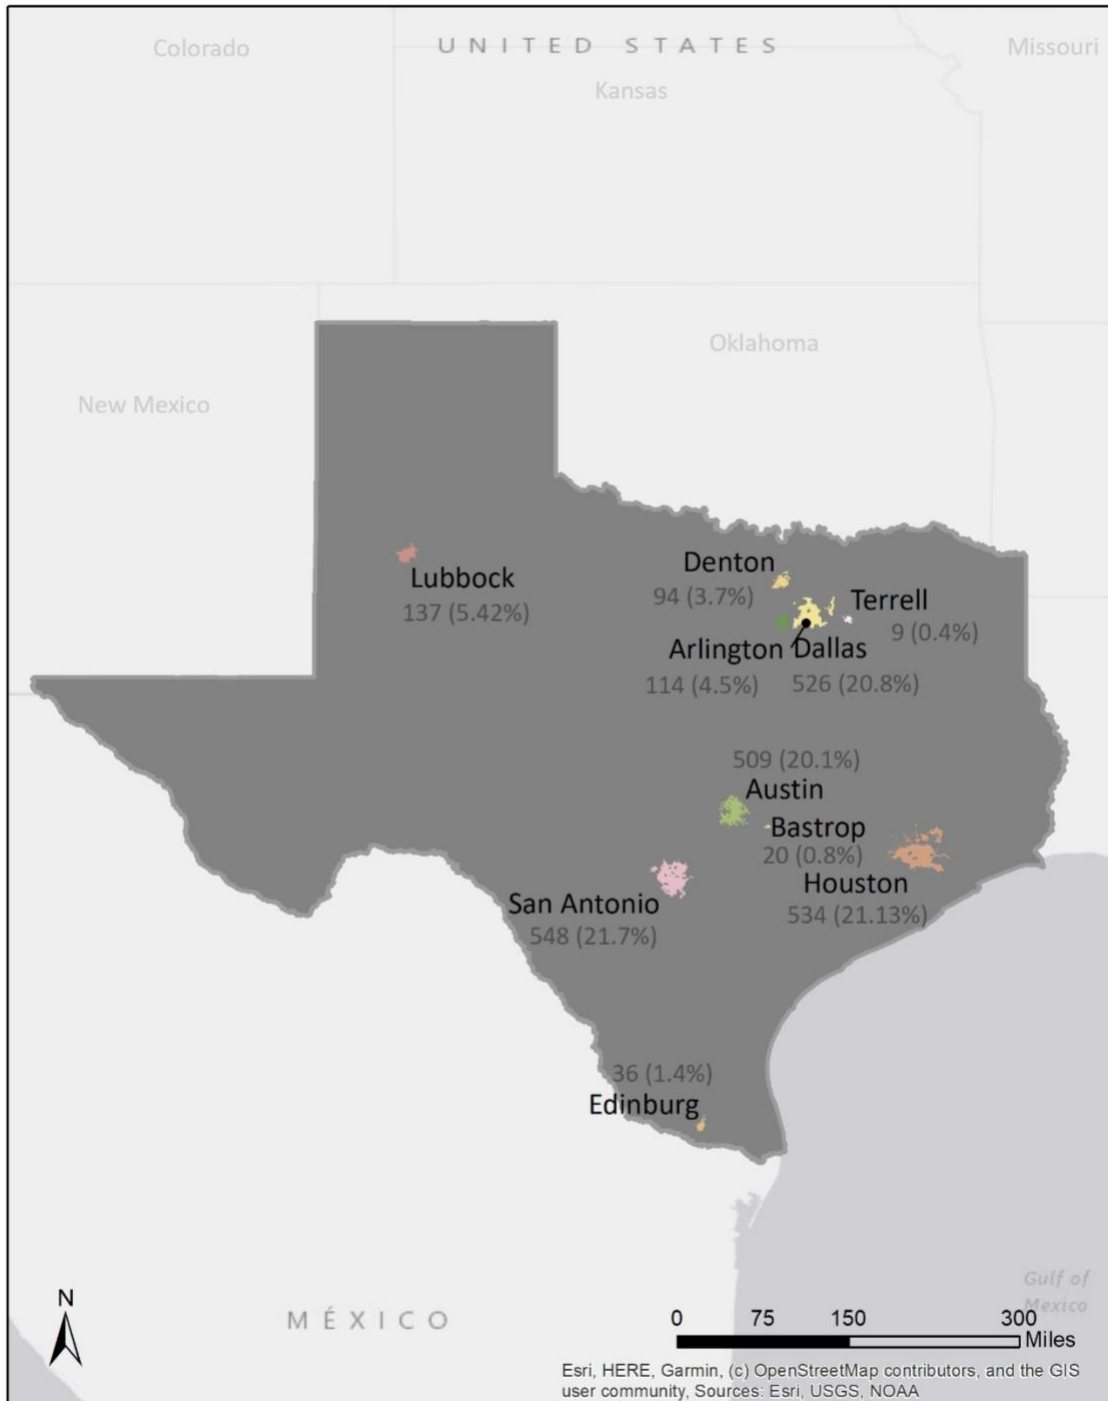 Colorado
UNITED STATES
Missouri
Kansas
Oklahoma
New Mexico
Denton
94 (3.7%)
Lubbock
137 (5.42%)
Terrell
9 (0.4%)
Arlington
Dallas
114 (4.5%)
526 (20.8%)
509 (20.1%)
Austin
Bastrop
20 (0.8%)
Houston
534 (21.13%)
San Antonio
548 (21.7%)
36 (1.4%)
Edinburg
Gulf of
Mexico
N
MÉXICO
0 75 150 300
Miles
Esri, HERE, Garmin, (c) OpenStreetMap contributors, and the GIS
user community, Sources: Esri, USGS, NOAA